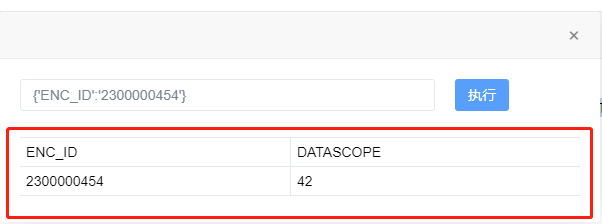 ×
{'ENC_ID':'2300000454'} 执行
ENC_ID DATASCOPE
2300000454 42